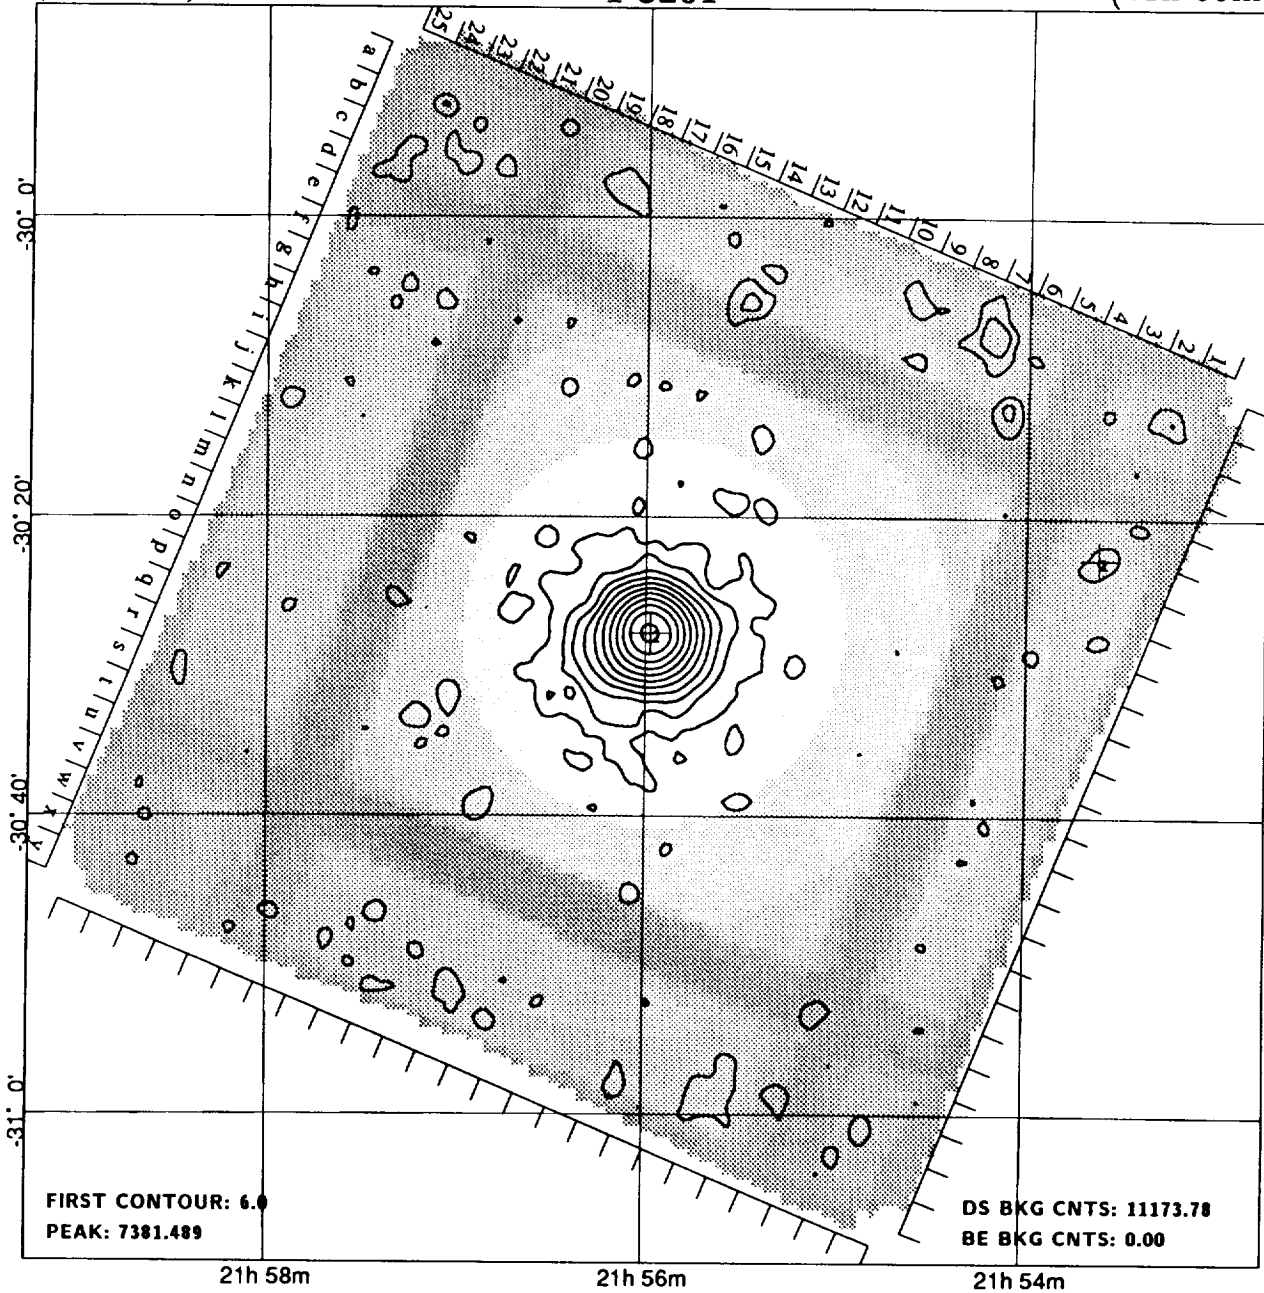 25 24 23 22 21 20 19 18 17 16 15 14 13 12 11 10 9 8 7 6 5 4 3 2 1
a b c d e f g h i j k l m n o p q r s t u v w x y
-30° 0'
-30° 20'
-30° 40'
-31° 0'
FIRST CONTOUR: 6.0
PEAK: 7381.489
DS BKG CNTS: 11173.78
BE BKG CNTS: 0.00
21h 58m
21h 56m
21h 54m